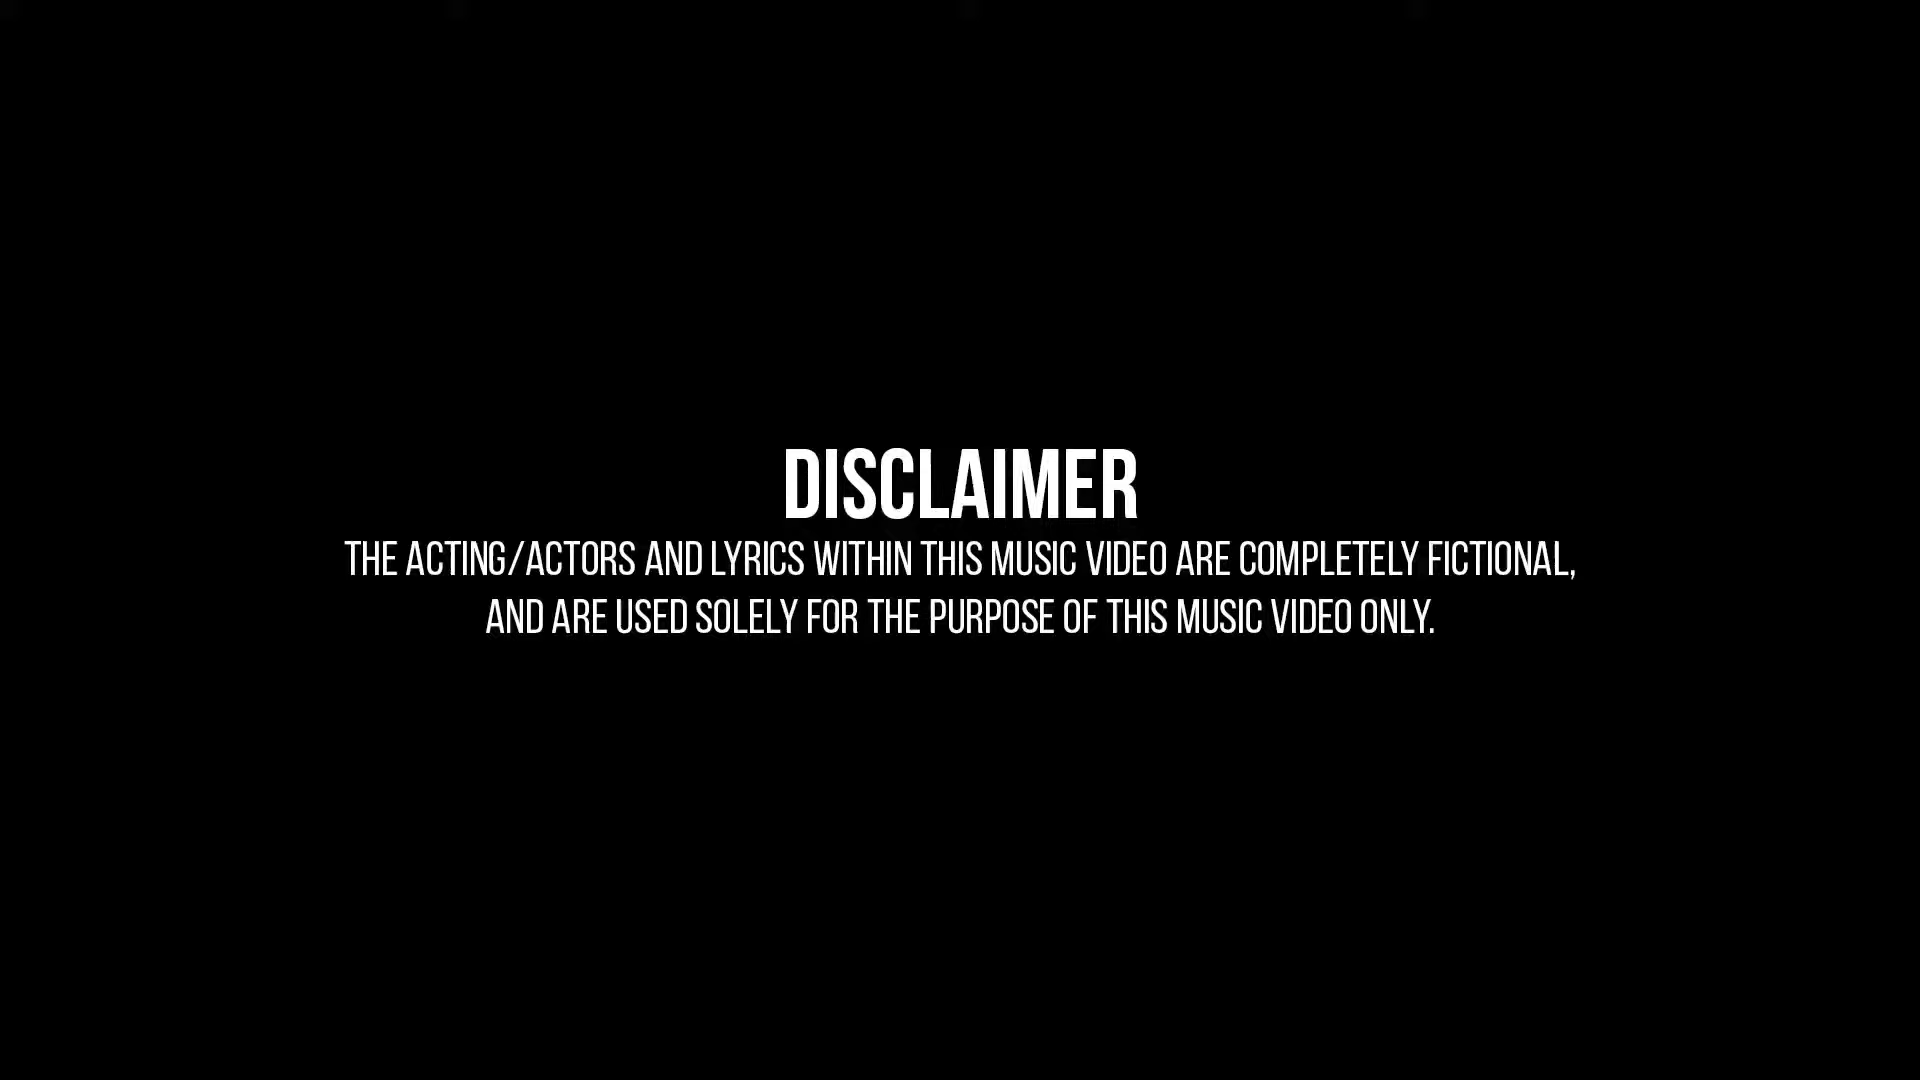 DISCLAIMER
THE ACTING/ACTORS AND LYRICS WITHIN THIS MUSIC VIDEO ARE COMPLETELY FICTIONAL,
AND ARE USED SOLELY FOR THE PURPOSE OF THIS MUSIC VIDEO ONLY.